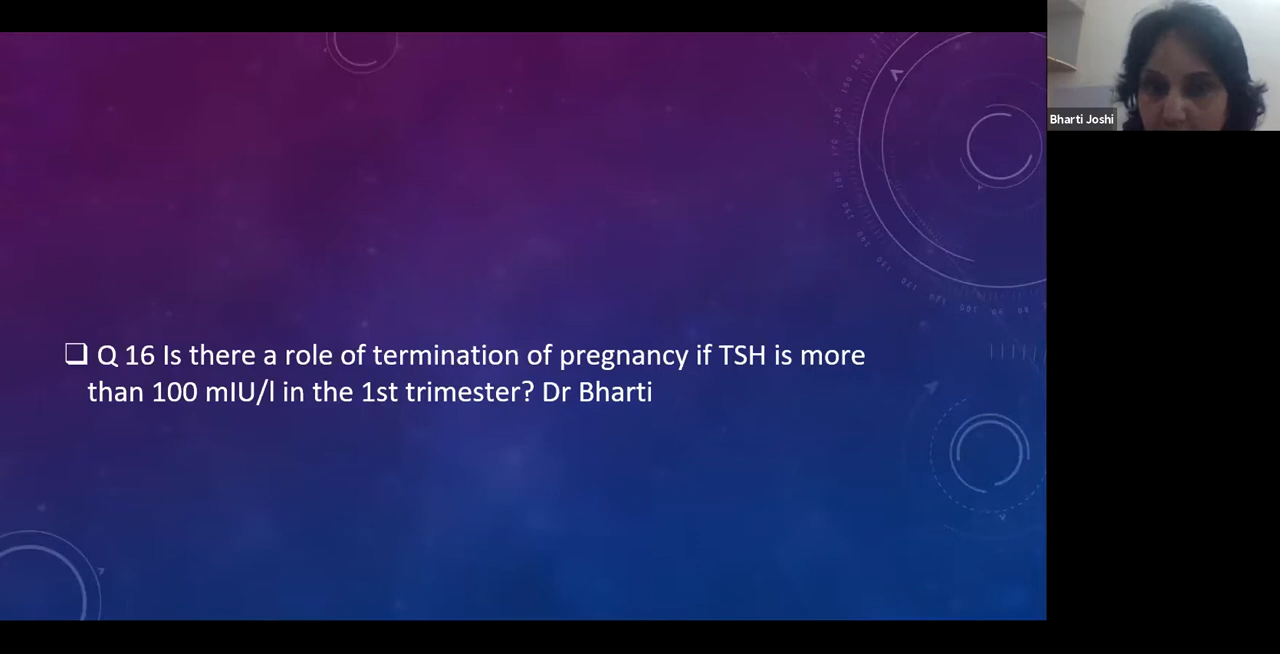 Bharti Joshi
❑ Q 16 Is there a role of termination of pregnancy if TSH is more
than 100 mIU/l in the 1st trimester? Dr Bharti